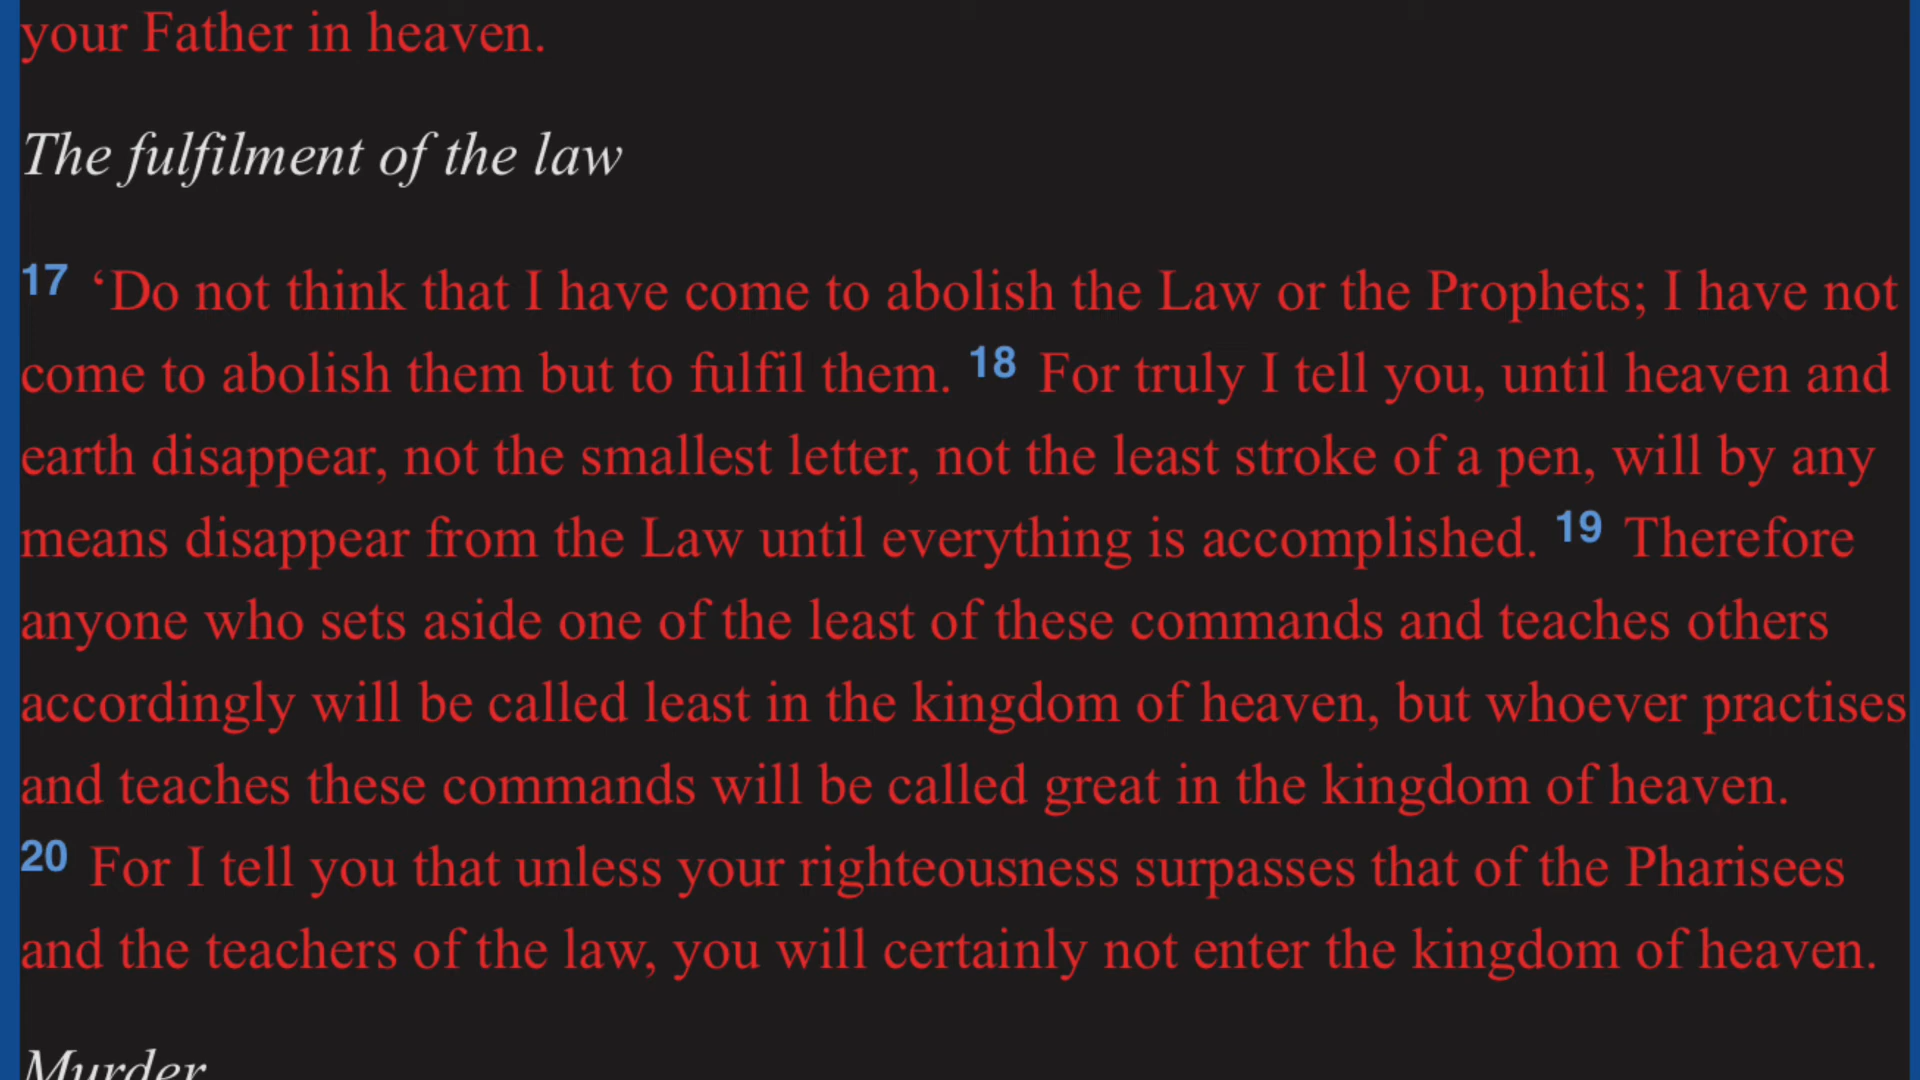 your Father in heaven.
The fulfilment of the law
17 ‘Do not think that I have come to abolish the Law or the Prophets; I have not
come to abolish them but to fulfil them. 18 For truly I tell you, until heaven and
earth disappear, not the smallest letter, not the least stroke of a pen, will by any
means disappear from the Law until everything is accomplished. 19 Therefore
anyone who sets aside one of the least of these commands and teaches others
accordingly will be called least in the kingdom of heaven, but whoever practises
and teaches these commands will be called great in the kingdom of heaven.
20 For I tell you that unless your righteousness surpasses that of the Pharisees
and the teachers of the law, you will certainly not enter the kingdom of heaven.
Murder